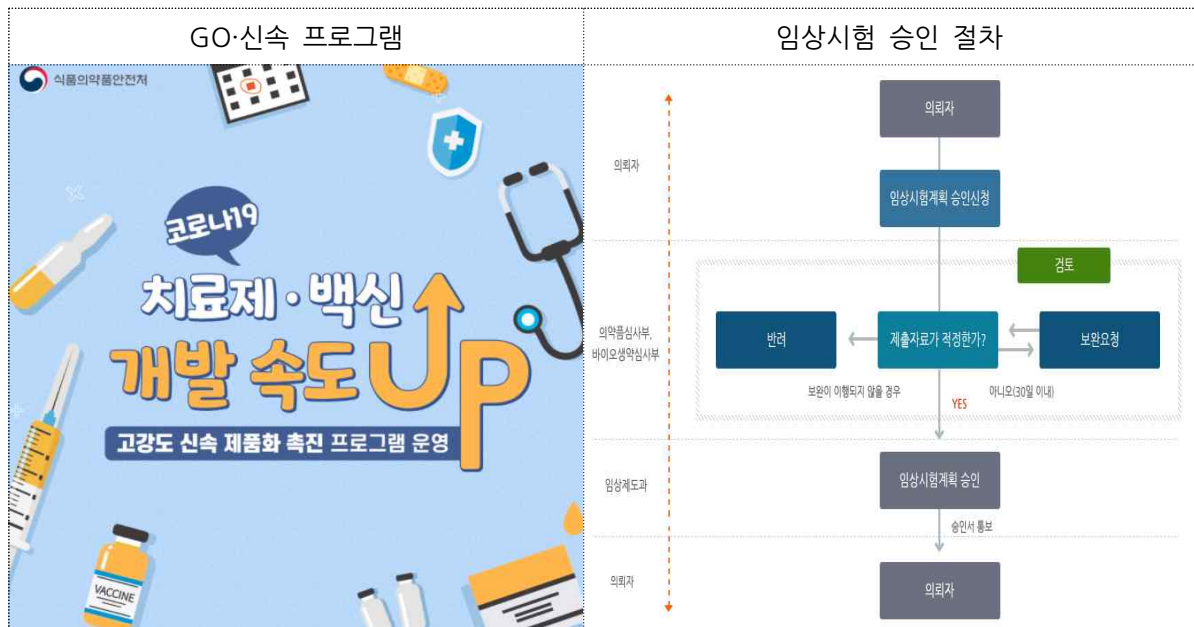 GO·신속 프로그램
식품의약품안전처
코로나19
치료제·백신
개발 속도 UP
고강도 신속 제품화 촉진 프로그램 운영
VACCINE
임상시험 승인 절차
의뢰자
의뢰자
임상시험계획 승인신청
검토
의약품심사부,
바이오생약심사부
반려
제출자료가 적정한가?
보완요청
보완이 이행되지 않을 경우
아니오(30일 이내)
YES
임상제도과
임상시험계획 승인
승인서 통보
의뢰자
의뢰자